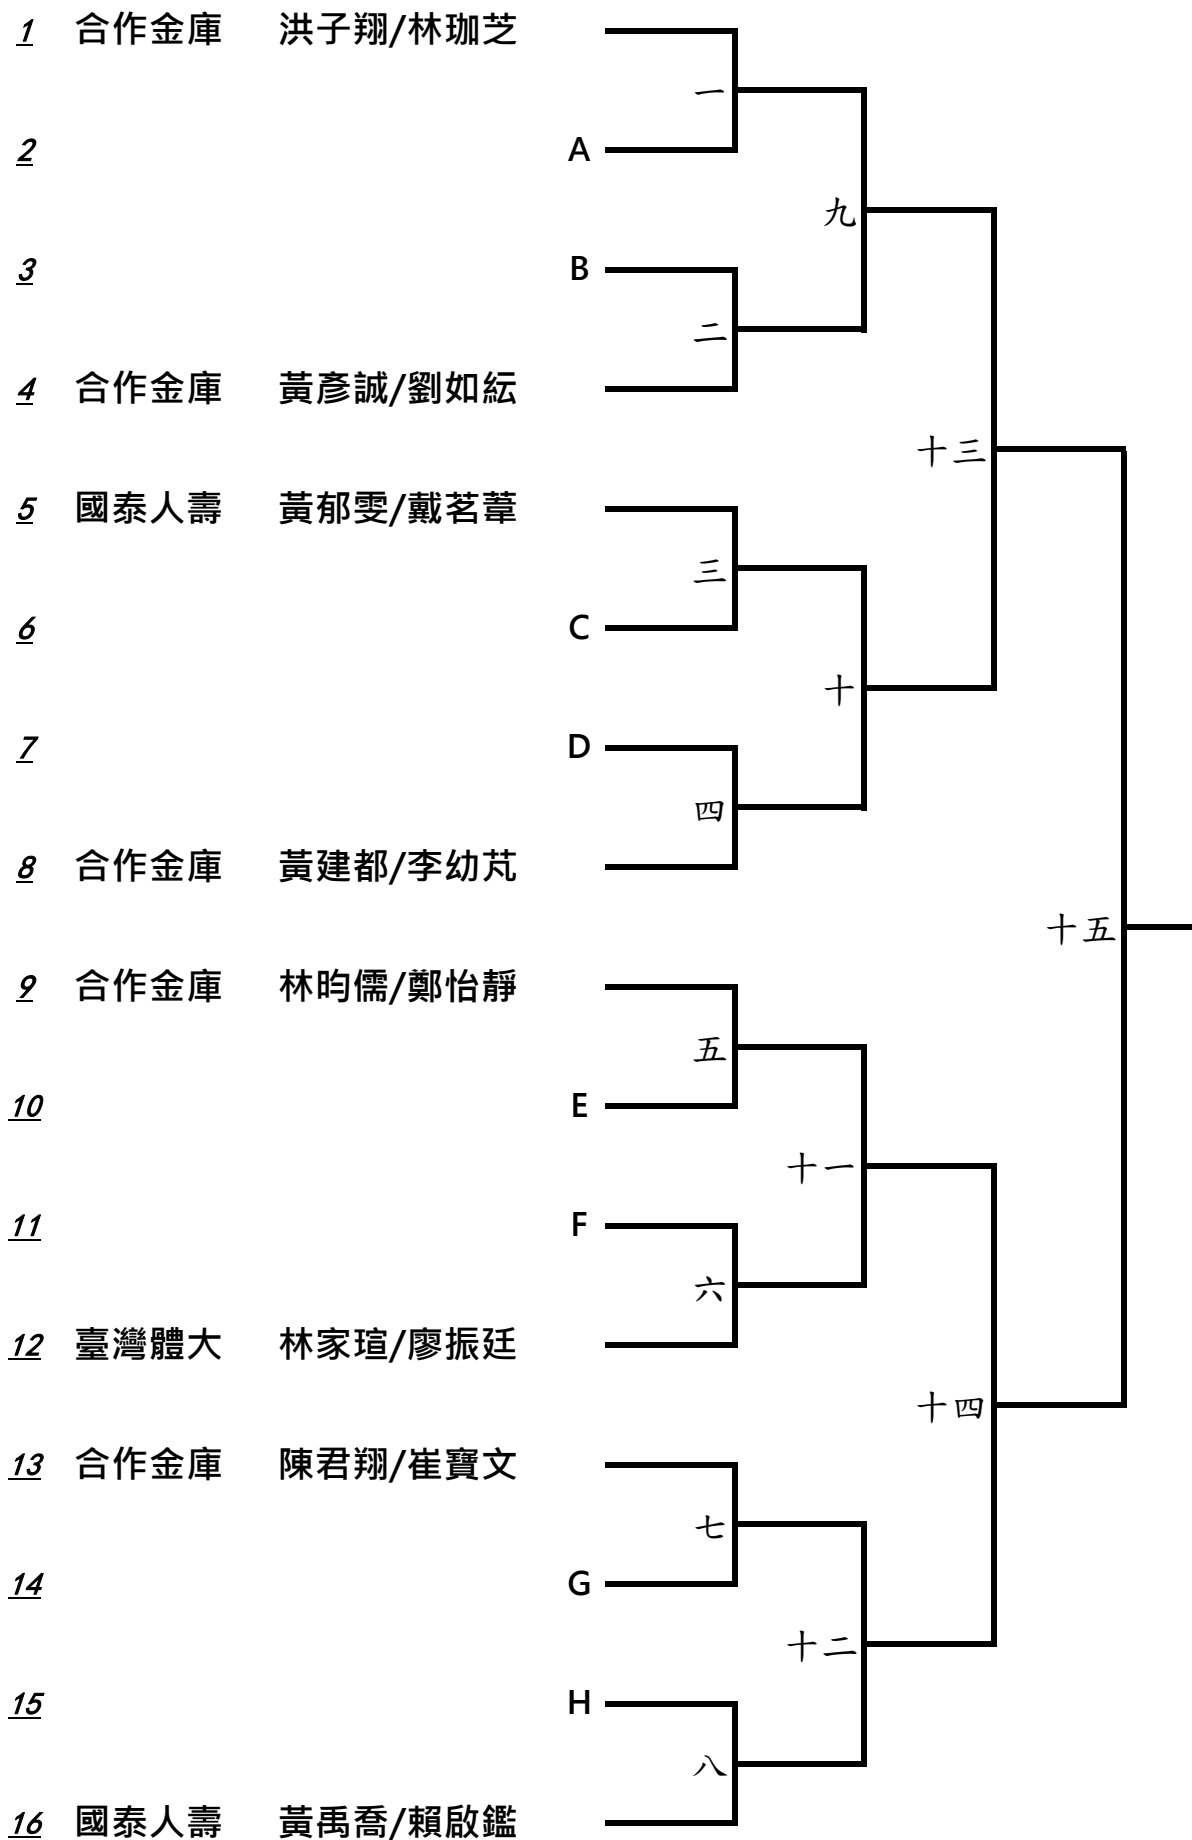 1 合作金庫 洪子翔/林珈芝
一
2 A
九
3 B
二
4 合作金庫 黃彥誠/劉如紜
十三
5 國泰人壽 黃郁雯/戴茗葦
三
6 C
十
7 D
四
8 合作金庫 黃建都/李幼芃
十五
9 合作金庫 林昀儒/鄭怡靜
五
10 E
十一
11 F
六
12 臺灣體大 林家瑄/廖振廷
十四
13 合作金庫 陳君翔/崔寶文
七
14 G
十二
15 H
八
16 國泰人壽 黃禹喬/賴啟鑑